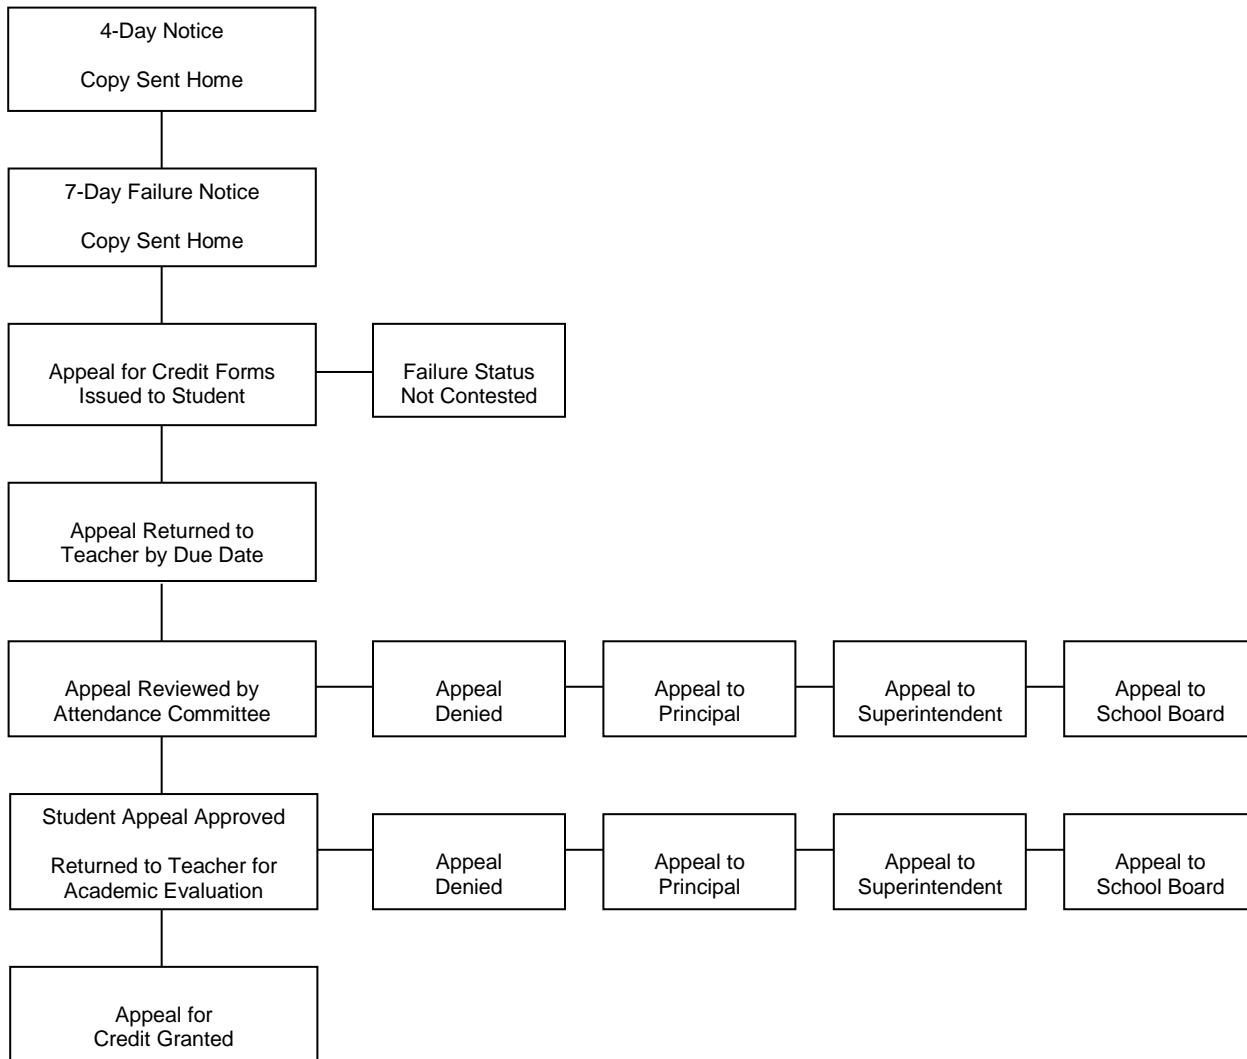 4-Day Notice
Copy Sent Home
7-Day Failure Notice
Copy Sent Home
Appeal for Credit Forms
Issued to Student
Failure Status
Not Contested
Appeal Returned to
Teacher by Due Date
Appeal Reviewed by
Attendance Committee
Appeal
Denied
Appeal to
Principal
Appeal to
Superintendent
Appeal to
School Board
Student Appeal Approved
Returned to Teacher for
Academic Evaluation
Appeal
Denied
Appeal to
Principal
Appeal to
Superintendent
Appeal to
School Board
Appeal for
Credit Granted